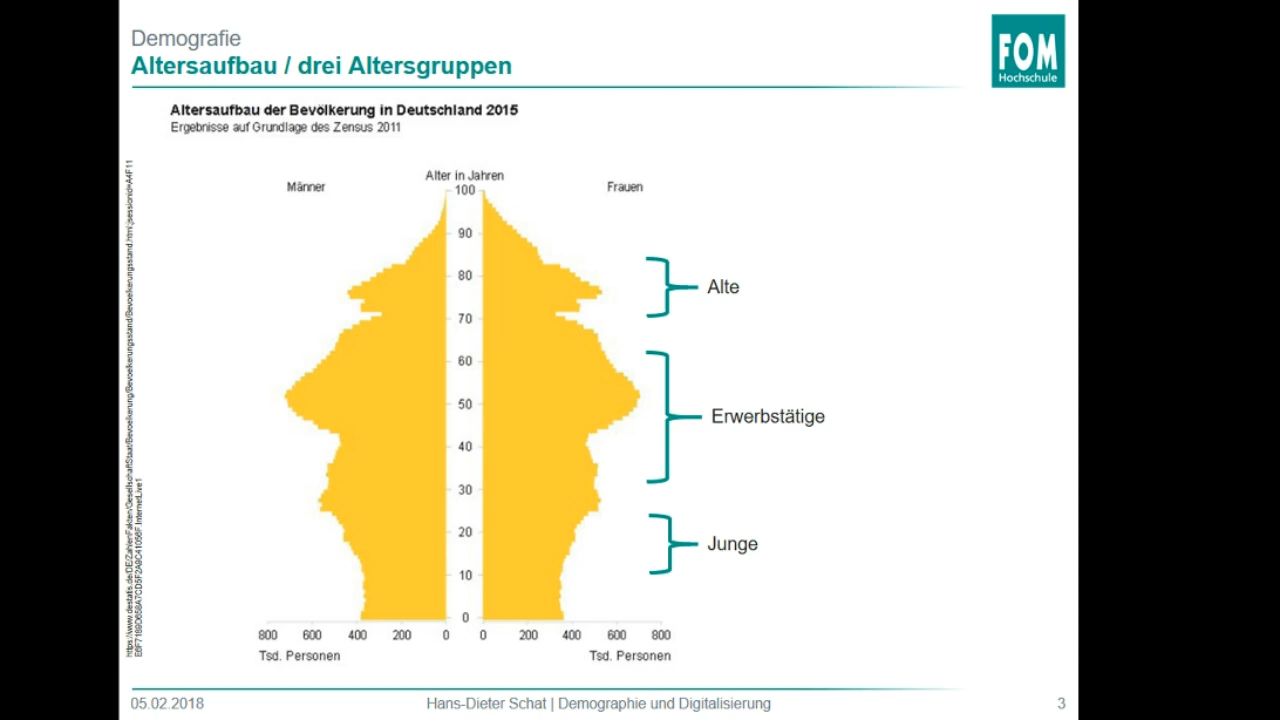 Demografie
Altersaufbau / drei Altersgruppen
FOM
Hochschule
Altersaufbau der Bevölkerung in Deutschland 2015
Ergebnisse auf Grundlage des Zensus 2011
Alter in Jahren
Männer
Frauen
100
90
80
70
60
50
40
30
20
10
0
Alte
Erwerbstätige
Junge
800 600 400 200 0 0 200 400 600 800
Tsd. Personen Tsd. Personen
05.02.2018 Hans-Dieter Schat | Demographie und Digitalisierung 3